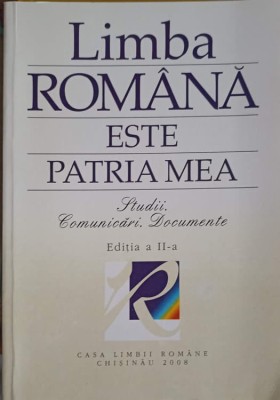 Limba
ROMÂNĂ
ESTE
PATRIA MEA
Studii.
Comunicări. Documente
Ediția a II-a
R
CASA LIMBII ROMÂNE
CHIȘINĂU 2008